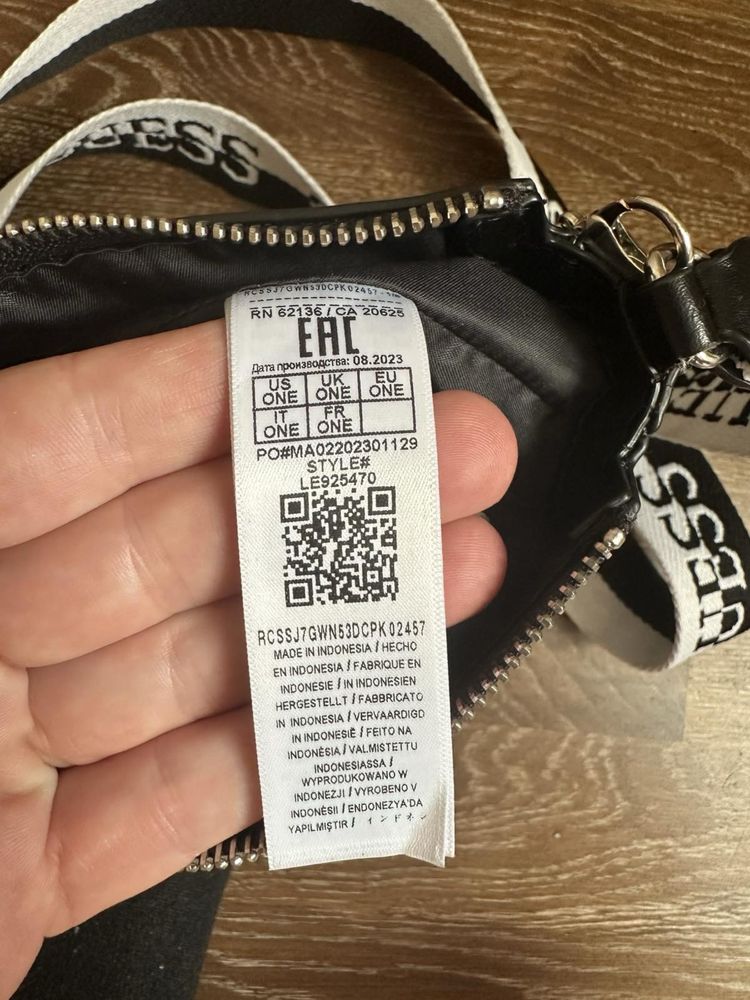 RN 62136 / CA 20625
EAC
Дата производства: 08.2023
US ONE UK ONE EU ONE
IT ONE FR ONE
PO#MA02202301129
STYLE#
LE925470
RCSSJ7GWN53DCPK02457
MADE IN INDONESIA / HECHO
EN INDONESIA / FABRIQUE EN
INDONESIE / IN INDONESIEN
HERGESTELLT / FABBRICATO
IN INDONESIA / VERVAARDIGD
IN INDONESIË / FEITO NA
INDONÉSIA / VALMISTETTU
INDONESIASSA /
WYPRODUKOWANO W
INDONEZJI / VYROBENO V
INDONÉSII / ENDONEZYA'DA
YAPILMIŞTIR / インドネシ